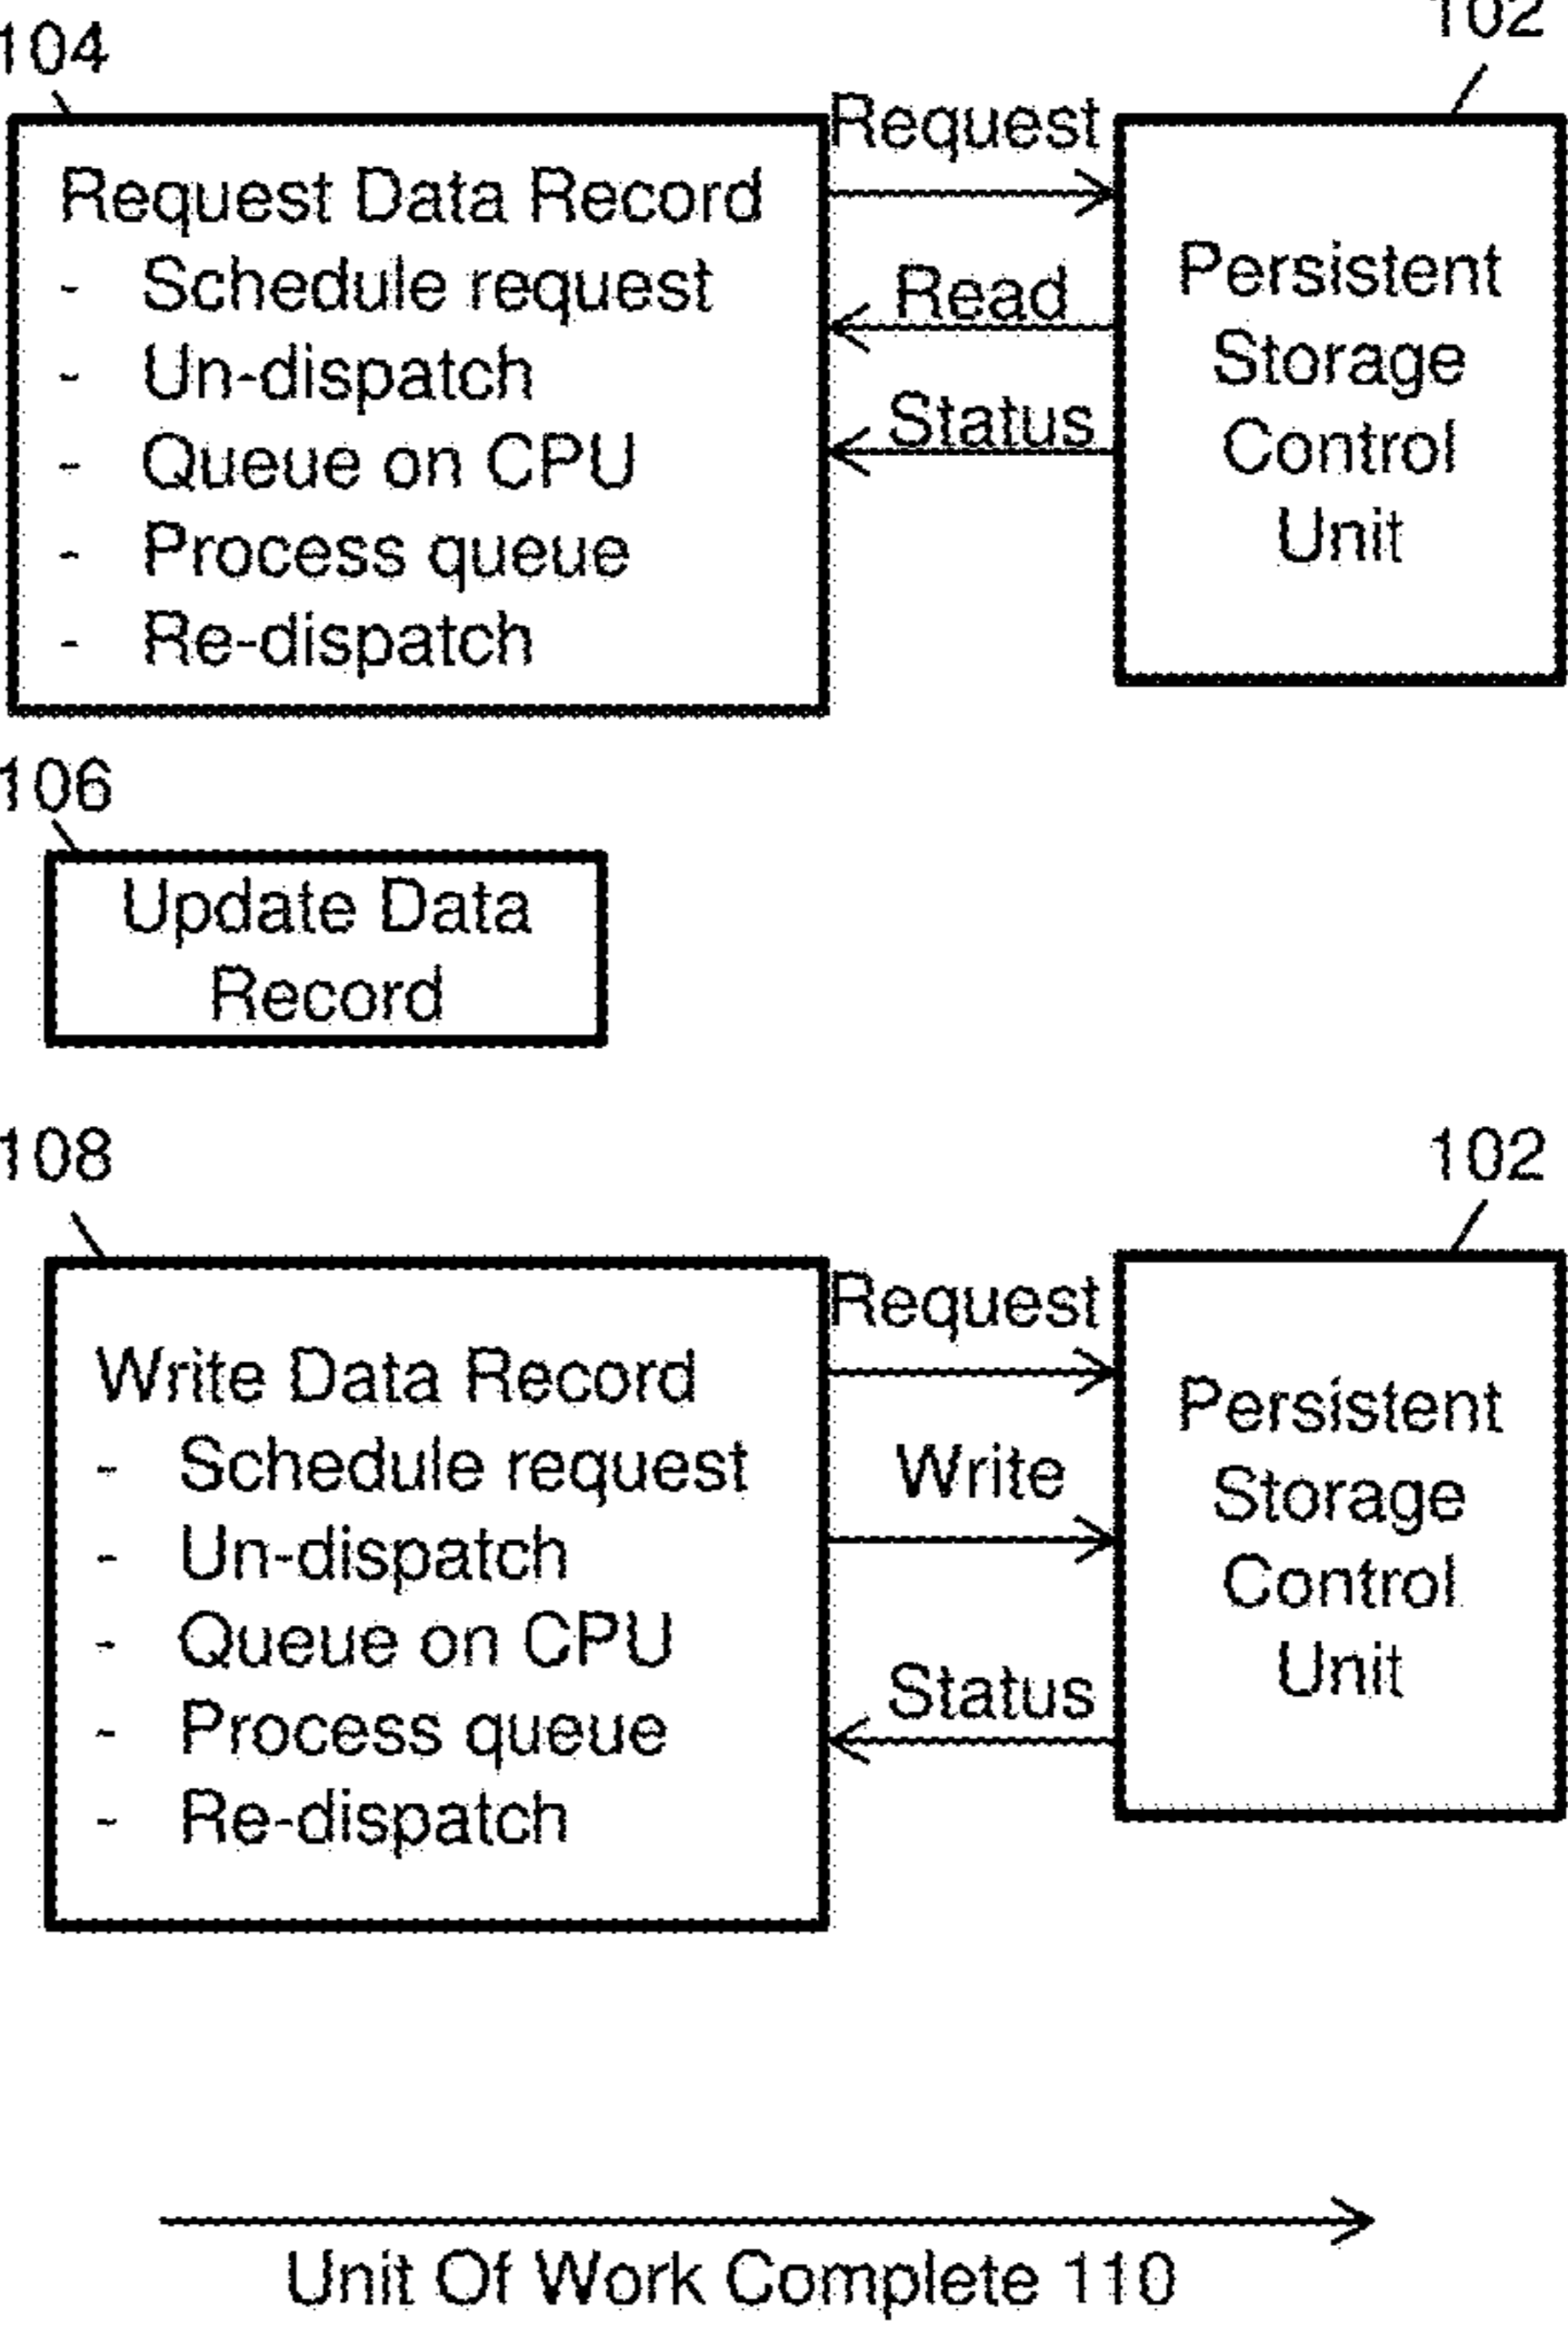 104
102
Request
Request Data Record
- Schedule request
- Un-dispatch
- Queue on CPU
- Process queue
- Re-dispatch
Read
Status
Persistent
Storage
Control
Unit
106
Update Data
Record
108
102
Request
Write Data Record
- Schedule request
- Un-dispatch
- Queue on CPU
- Process queue
- Re-dispatch
Write
Status
Persistent
Storage
Control
Unit
Unit Of Work Complete 110